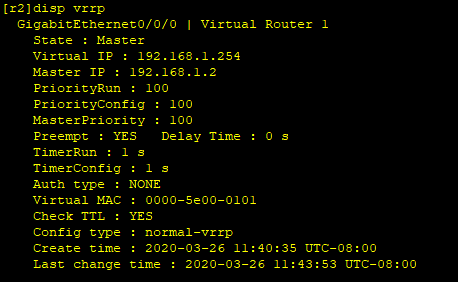 [r2]disp vrrp
GigabitEthernet0/0/0 | Virtual Router 1
State : Master
Virtual IP : 192.168.1.254
Master IP : 192.168.1.2
PriorityRun : 100
PriorityConfig : 100
MasterPriority : 100
Preempt : YES   Delay Time : 0 s
TimerRun : 1 s
TimerConfig : 1 s
Auth type : NONE
Virtual MAC : 0000-5e00-0101
Check TTL : YES
Config type : normal-vrrp
Create time : 2020-03-26 11:40:35 UTC-08:00
Last change time : 2020-03-26 11:43:53 UTC-08:00